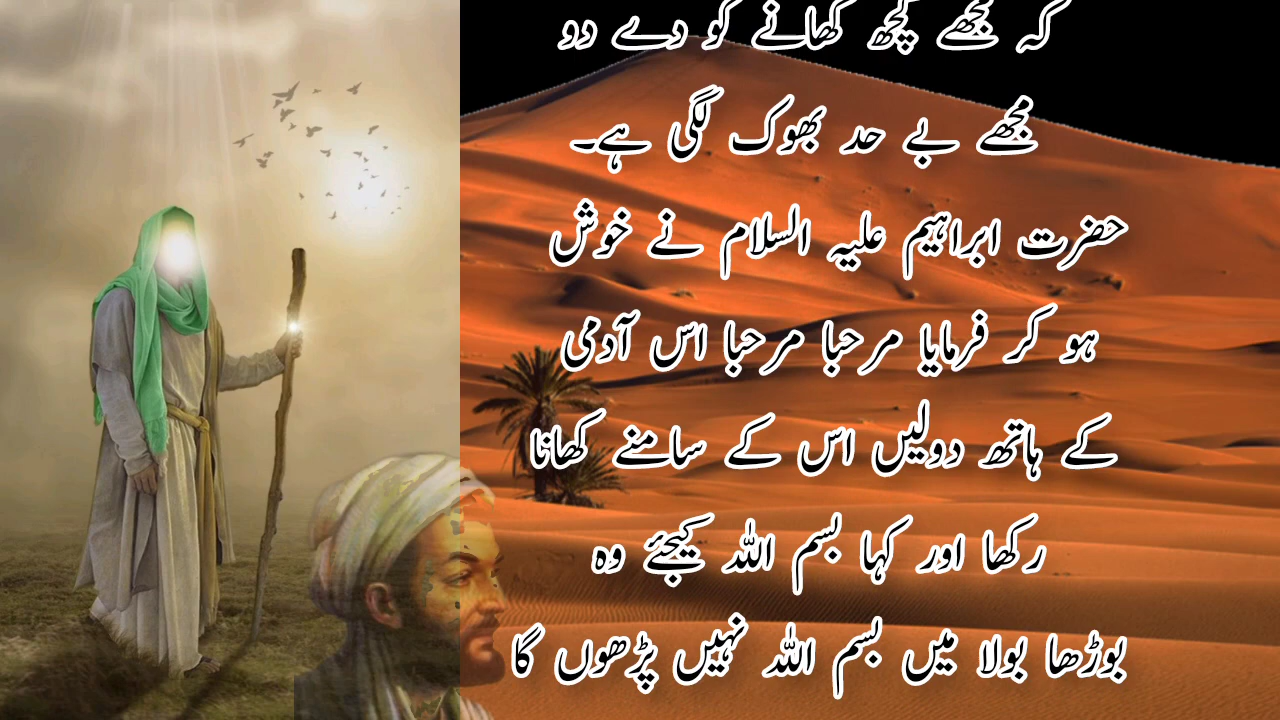 کہ مجھے کچھ کھانے کو دے دو
مجھے بے حد بھوک لگی ہے۔
حضرت ابراہیم علیہ السلام نے خوش
ہو کر فرمایا مرحبا مرحبا اس آدمی
کے ہاتھ دولیں اس کے سامنے کھانا
رکھا اور کہا بسم اللہ کیجئے وہ
بوڑھا بولا میں بسم اللہ نہیں پڑھوں گا